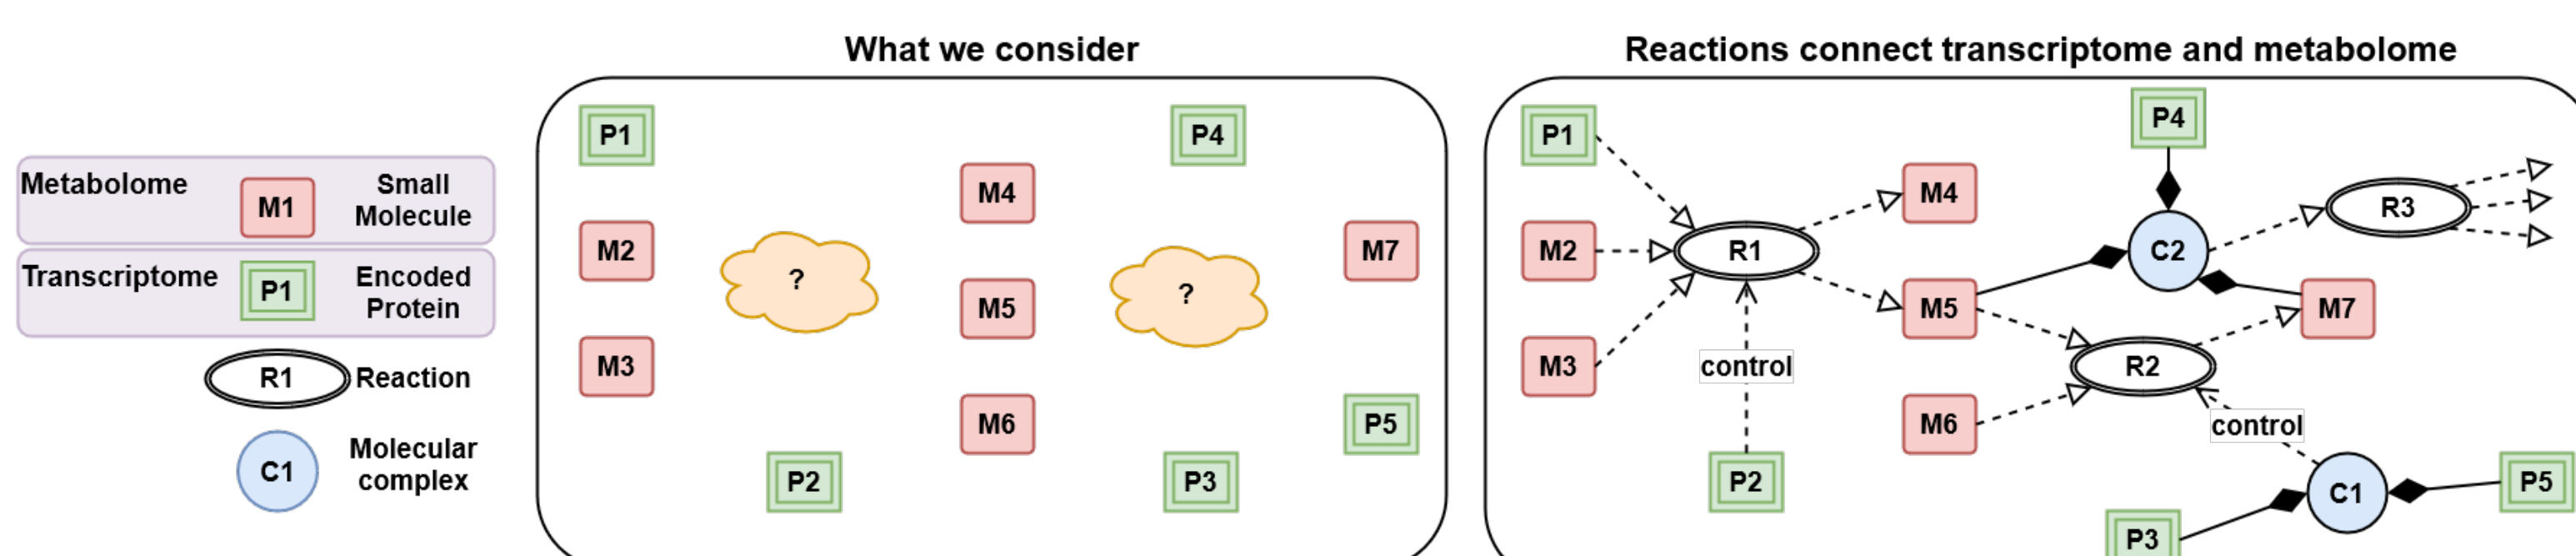 What we consider
Reactions connect transcriptome and metabolome
Metabolome
M1
Small
Molecule
Transcriptome
P1
Encoded
Protein
R1
Reaction
C1
Molecular
complex
P1
P4
M4
M2
M7
?
?
M5
M3
M6
P5
P2
P3
P1
P4
M4
R3
M2
R1
C2
M5
M7
M3
control
R2
M6
control
P2
C1
P5
P3